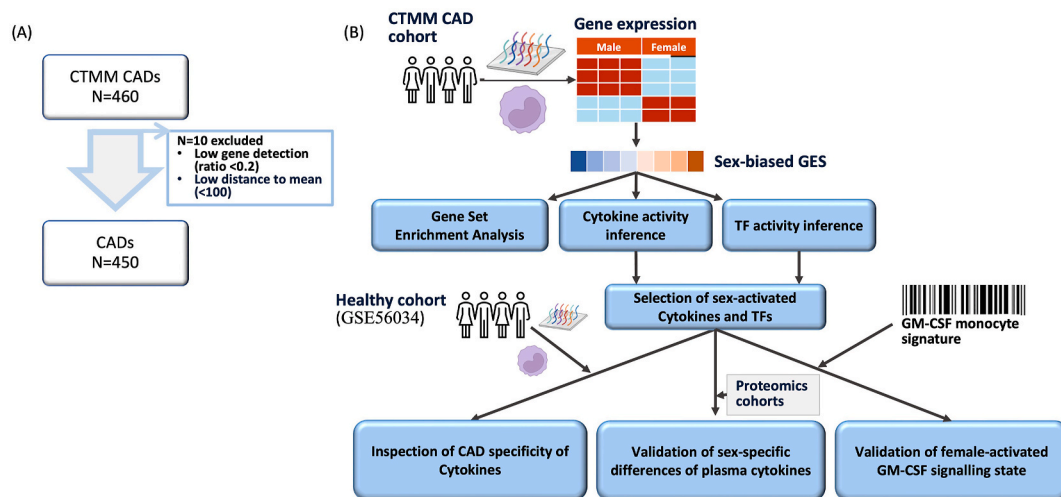 (A)
CTMM CADs
N=460
N=10 excluded
• Low gene detection
(ratio <0.2)
• Low distance to mean
(<100)
CADs
N=450
(B)
CTMM CAD
cohort
Gene expression
Male Female
Sex-biased GES
Gene Set
Enrichment Analysis
Cytokine activity
inference
TF activity inference
Healthy cohort
(GSE56034)
Selection of sex-activated
Cytokines and TFs
GM-CSF monocyte
signature
Proteomics
cohorts
Inspection of CAD specificity of
Cytokines
Validation of sex-specific
differences of plasma cytokines
Validation of female-activated
GM-CSF signalling state